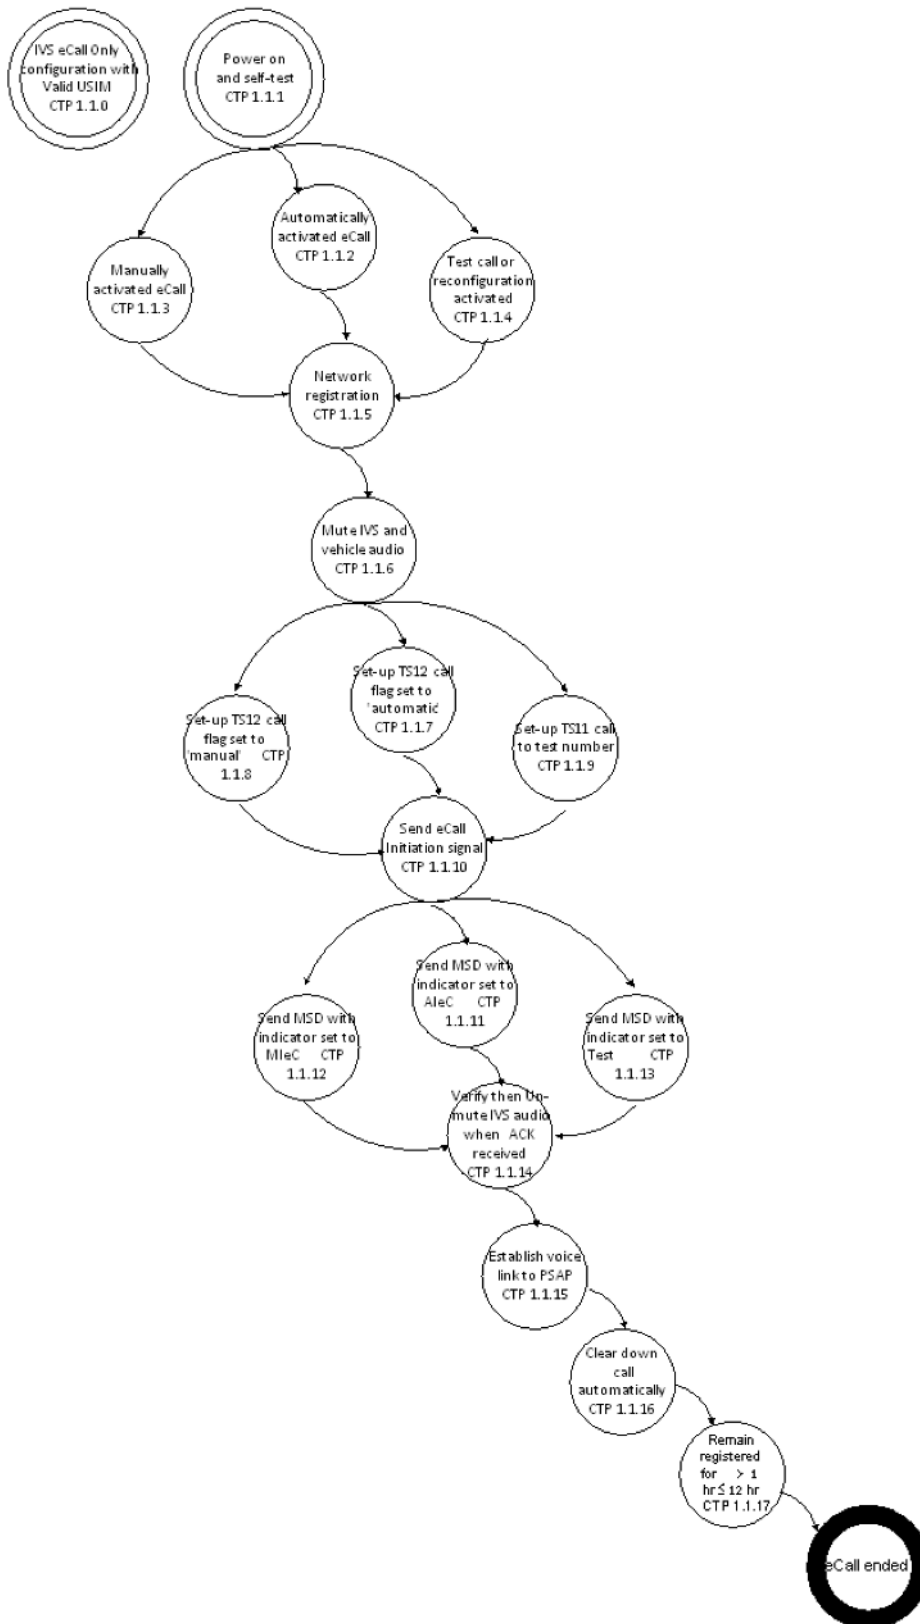 IVS eCall Only
configuration with
Valid USIM
CTP 1.1.0
Power on
and self-test
CTP 1.1.1
Automatically
activated eCall
CTP 1.1.2
Manually
activated eCall
CTP 1.1.3
Test call or
reconfiguration
activated
CTP 1.1.4
Network
registration
CTP 1.1.5
Mute IVS and
vehicle audio
CTP 1.1.6
Set-up TS12 call
flag set to
'automatic'
CTP 1.1.7
Set-up TS12 call
flag set to
'manual' CTP
1.1.8
Set-up TS11 call
to test number
CTP 1.1.9
Send eCall
Initiation signal
CTP 1.1.10
Send MSD with
indicator set to
AIeC CTP
1.1.11
Send MSD with
indicator set to
MIeC CTP
1.1.12
Send MSD with
indicator set to
Test CTP
1.1.13
Verify then Un-
mute IVS audio
when ACK
received
CTP 1.1.14
Establish voice
link to PSAP
CTP 1.1.15
Clear down
call
automatically
CTP 1.1.16
Remain
registered
for > 1
hr ≤ 12 hr
CTP 1.1.17
eCall ended